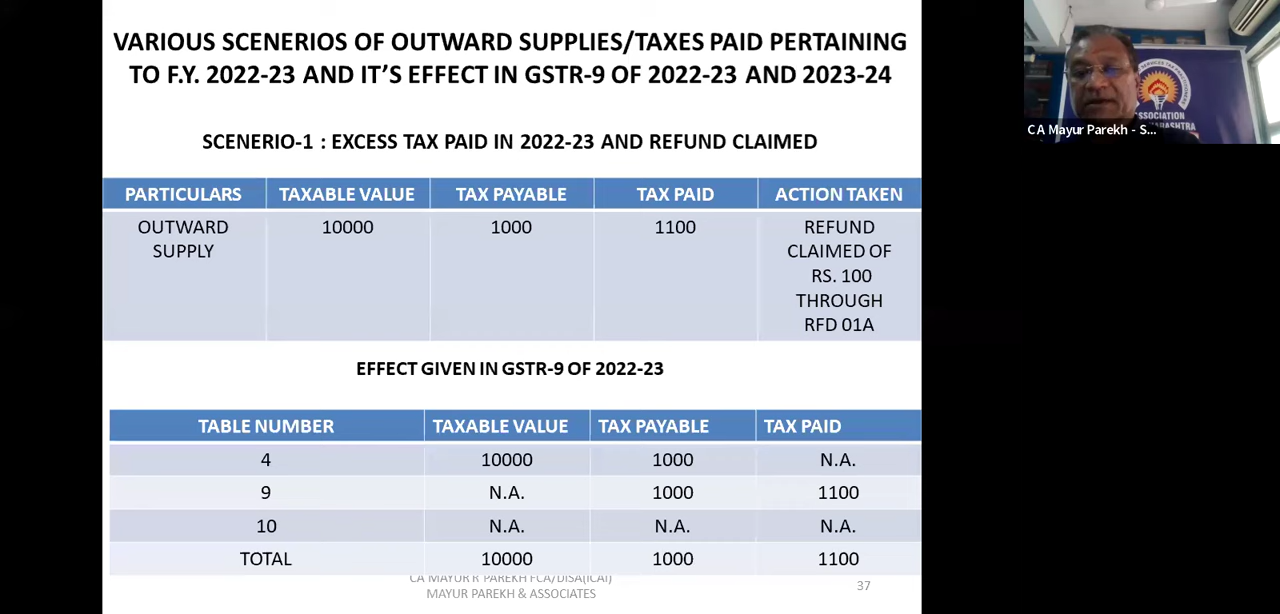 VARIOUS SCENERIOS OF OUTWARD SUPPLIES/TAXES PAID PERTAINING
TO F.Y. 2022-23 AND IT'S EFFECT IN GSTR-9 OF 2022-23 AND 2023-24
SCENERIO-1 : EXCESS TAX PAID IN 2022-23 AND REFUND CLAIMED
PARTICULARS TAXABLE VALUE TAX PAYABLE TAX PAID ACTION TAKEN
OUTWARD 10000 1000 1100 REFUND
SUPPLY CLAIMED OF
RS. 100
THROUGH
RFD 01A
EFFECT GIVEN IN GSTR-9 OF 2022-23
TABLE NUMBER TAXABLE VALUE TAX PAYABLE TAX PAID
4 10000 1000 N.A.
9 N.A. 1000 1100
10 N.A. N.A. N.A.
TOTAL 10000 1000 1100
CA MAYUR R PAREKH FCA/DISA(ICAI)
MAYUR PAREKH & ASSOCIATES 37
SERVICES TAX PRACTITIONERS
ASSOCIATION
C A Mayur Parekh - S...